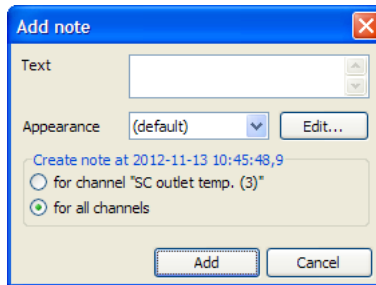 Add note
Text
Appearance (default) Edit...
Create note at 2012-11-13 10:45:48,9
for channel "SC outlet temp. (3)"
for all channels
Add Cancel